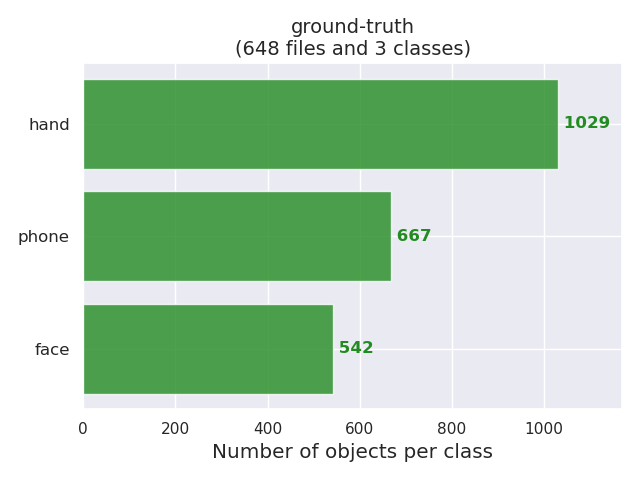 ground-truth
(648 files and 3 classes)
hand 1029
phone 667
face 542
0 200 400 600 800 1000
Number of objects per class